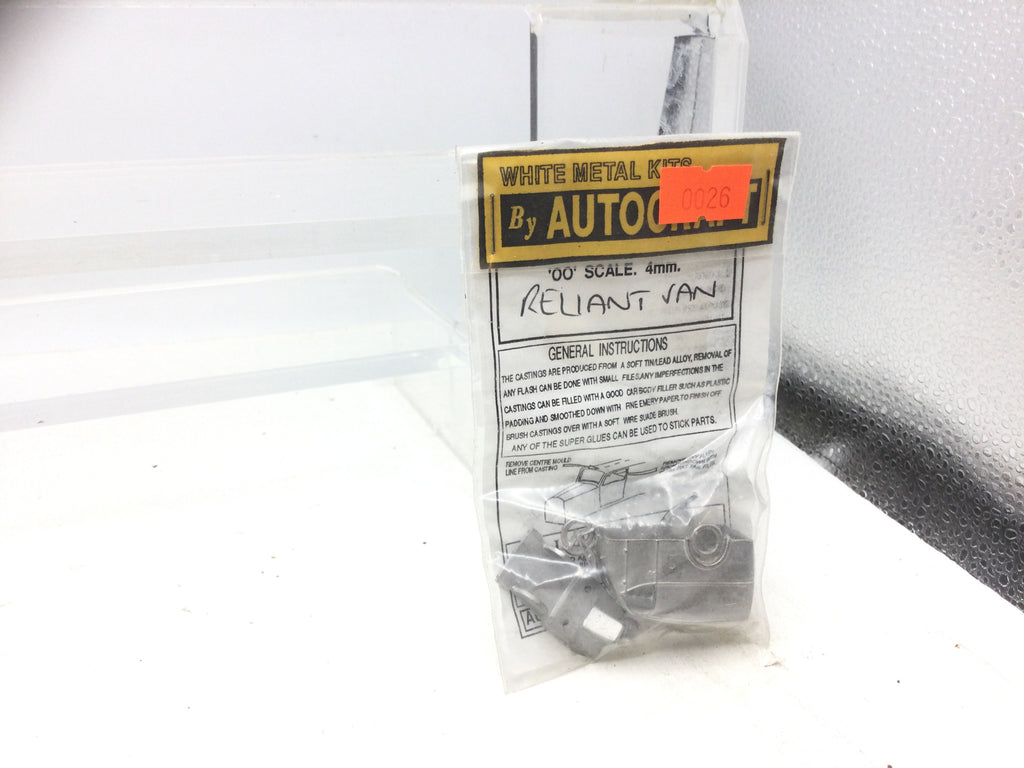 WHITE METAL KITS
0026
By AUTOCRAFT
'OO' SCALE. 4mm.
RELIANT VAN
GENERAL INSTRUCTIONS
THE CASTINGS ARE PRODUCED FROM A SOFT TIN/LEAD ALLOY, REMOVAL OF
ANY FLASH CAN BE DONE WITH SMALL FILES.ANY IMPERFECTIONS IN THE
CASTINGS CAN BE FILLED WITH A GOOD CAR BODY FILLER SUCH AS PLASTIC
PADDING AND SMOOTHED DOWN WITH FINE EMERY PAPER.TO FINISH OFF
BRUSH CASTINGS OVER WITH A SOFT WIRE SUADE BRUSH.
ANY OF THE SUPER GLUES CAN BE USED TO STICK PARTS.
REMOVE CENTRE MOULD
LINE FROM CASTING